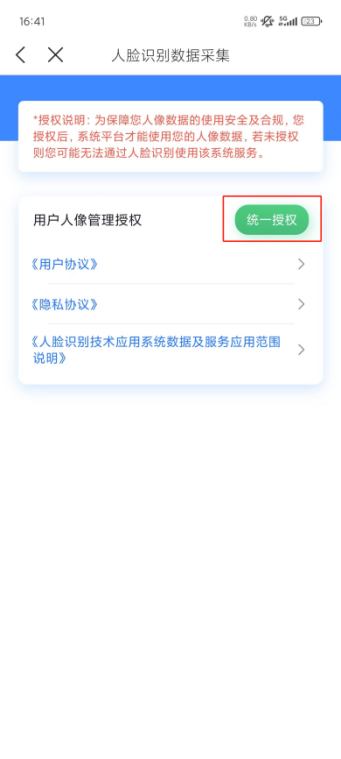 16:41
0.80 KB/s 5G 23
人脸识别数据采集
*授权说明：为保障您人像数据的使用安全及合规，您
授权后，系统平台才能使用您的人像数据，若未授权
则您可能无法通过人脸识别使用该系统服务。
用户人像管理授权
统一授权
《用户协议》
《隐私协议》
《人脸识别技术应用系统数据及服务应用范围
说明》